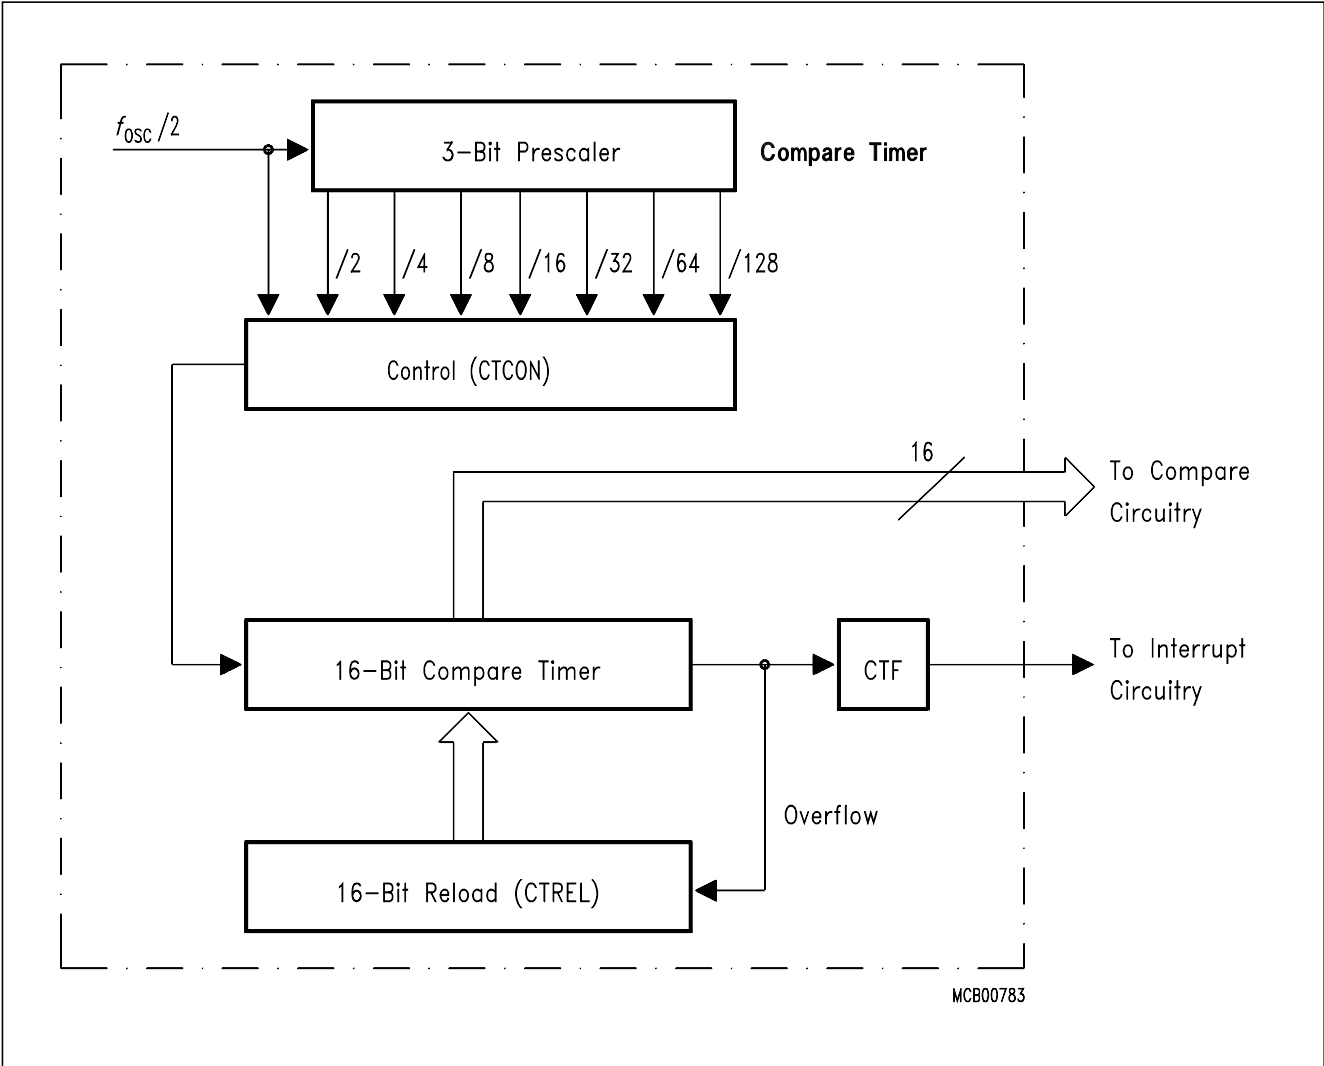 fOSC/2
3-Bit Prescaler
Compare Timer
/2 /4 /8 /16 /32 /64 /128
Control (CTCON)
16
To Compare
Circuitry
16-Bit Compare Timer
CTF
To Interrupt
Circuitry
Overflow
16-Bit Reload (CTREL)
MCB00783